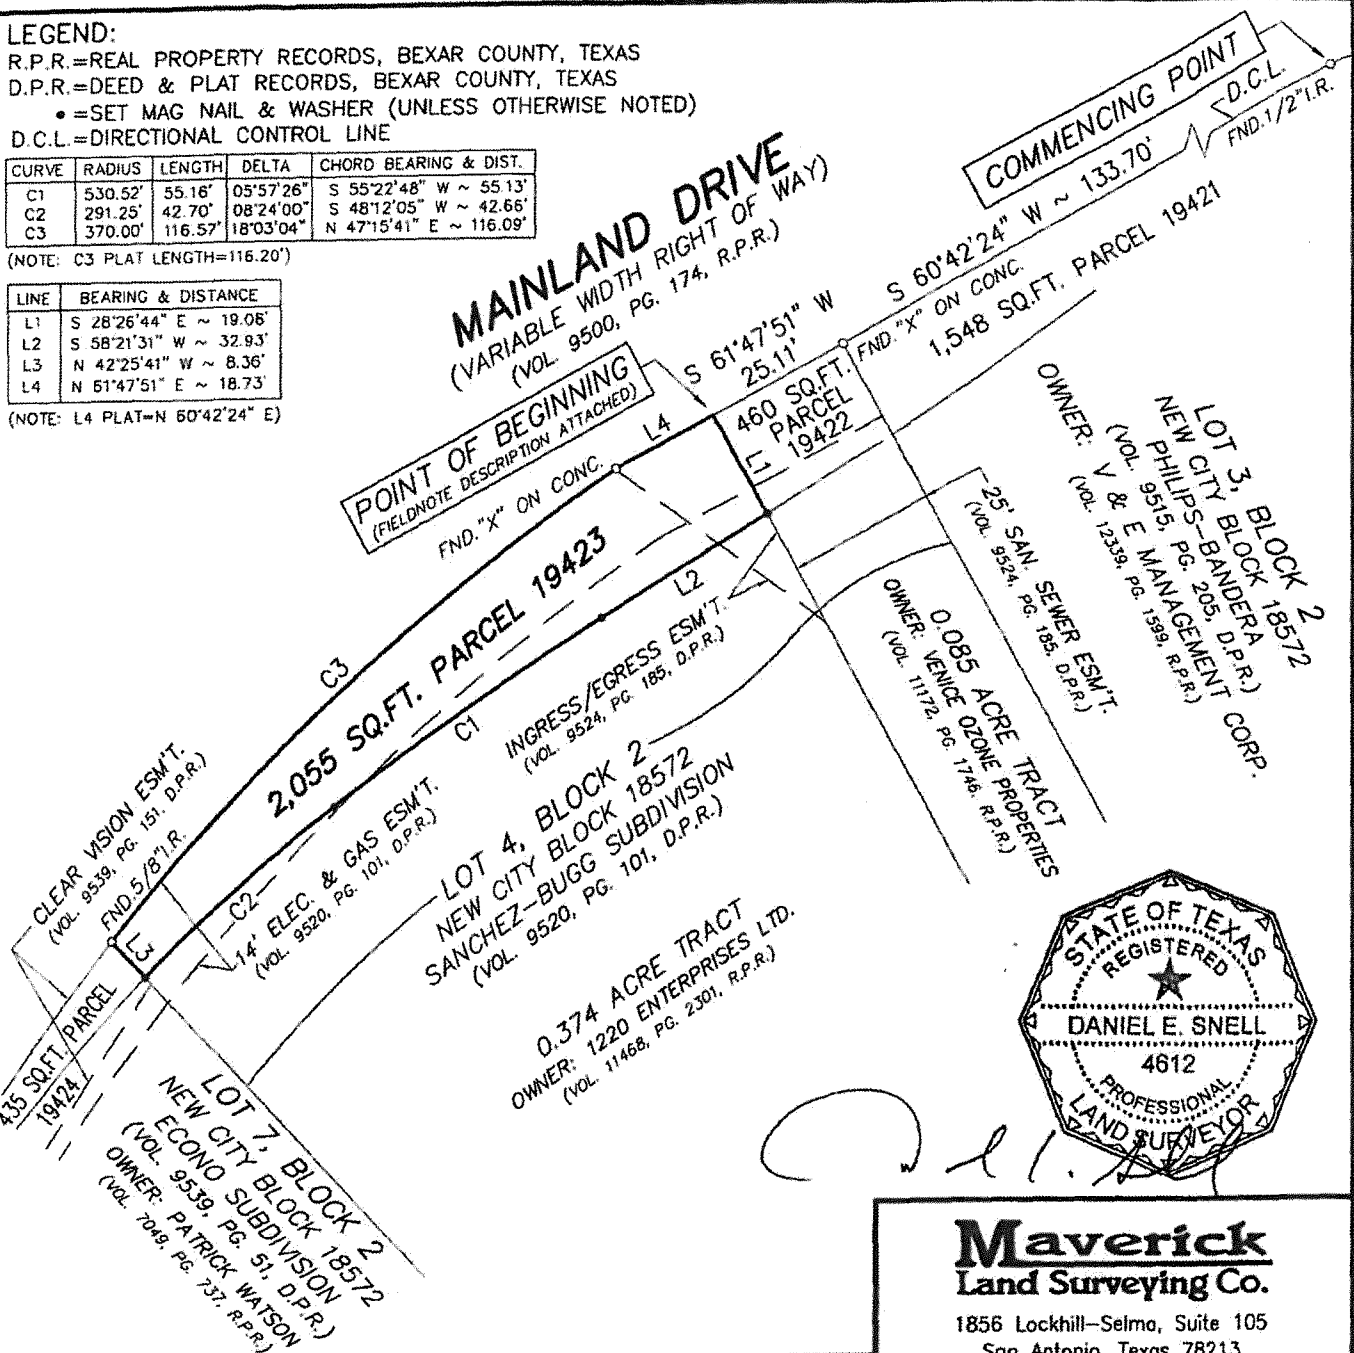 LEGEND:
R.P.R.=REAL PROPERTY RECORDS, BEXAR COUNTY, TEXAS
D.P.R.=DEED & PLAT RECORDS, BEXAR COUNTY, TEXAS
• =SET MAG NAIL & WASHER (UNLESS OTHERWISE NOTED)
D.C.L.=DIRECTIONAL CONTROL LINE
CURVE RADIUS LENGTH DELTA CHORD BEARING & DIST.
C1 530.52' 55.16' 05°57'26" S 55°22'48" W ~ 55.13'
C2 291.25' 42.70' 08°24'00" S 48°12'05" W ~ 42.66'
C3 370.00' 116.57' 18°03'04" N 47°15'41" E ~ 116.09'
(NOTE: C3 PLAT LENGTH=116.20')
LINE BEARING & DISTANCE
L1 S 28°26'44" E ~ 19.06'
L2 S 58°21'31" W ~ 32.93'
L3 N 42°25'41" W ~ 8.36'
L4 N 61°47'51" E ~ 18.73'
(NOTE: L4 PLAT=N 60°42'24" E)
MAINLAND DRIVE
(VARIABLE WIDTH RIGHT OF WAY)
(VOL. 9500, PG. 174, R.P.R.)
COMMENCING POINT
D.C.L.
FND.1/2"I.R.
S 60°42'24" W ~ 133.70'
FND."X" ON CONC.
1,548 SQ.FT. PARCEL 19421
S 61°47'51" W
25.11'
460 SQ.FT.
PARCEL
19422
POINT OF BEGINNING
(FIELDNOTE DESCRIPTION ATTACHED)
L4
L1
FND."X" ON CONC.
LOT 3, BLOCK 2
NEW CITY BLOCK 18572
PHILIPS-BANDERA
(VOL. 9515, PG. 205, D.P.R.)
OWNER: V & E MANAGEMENT CORP.
(VOL. 12339, PG. 1599, R.P.R.)
25' SAN. SEWER ESM'T.
(VOL. 9524, PG. 185, D.P.R.)
0.085 ACRE TRACT
OWNER: VENICE OZONE PROPERTIES
(VOL. 11172, PG. 1746, R.P.R.)
L2
C3
2,055 SQ.FT. PARCEL 19423
C1
INGRESS/EGRESS ESM'T.
(VOL. 9524, PG. 185, D.P.R.)
CLEAR VISION ESM'T.
(VOL. 9539, PG. 151, D.P.R.)
FND.5/8"I.R.
L3
C2
14' ELEC. & GAS ESM'T.
(VOL. 9520, PG. 101, D.P.R.)
LOT 4, BLOCK 2
NEW CITY BLOCK 18572
SANCHEZ-BUGG SUBDIVISION
(VOL. 9520, PG. 101, D.P.R.)
0.374 ACRE TRACT
OWNER: 1220 ENTERPRISES LTD.
(VOL. 11468, PG. 2301, R.P.R.)
435 SQ.FT. PARCEL
19424
LOT 7, BLOCK 2
NEW CITY BLOCK 18572
ECONO SUBDIVISION
(VOL. 9539, PG. 51, D.P.R.)
OWNER: PATRICK WATSON
(VOL. 7049, PG. 737, R.P.R.)
STATE OF TEXAS
REGISTERED
DANIEL E. SNELL
4612
PROFESSIONAL
LAND SURVEYOR
Maverick
Land Surveying Co.
1856 Lockhill-Selma, Suite 105
San Antonio, Texas 78213